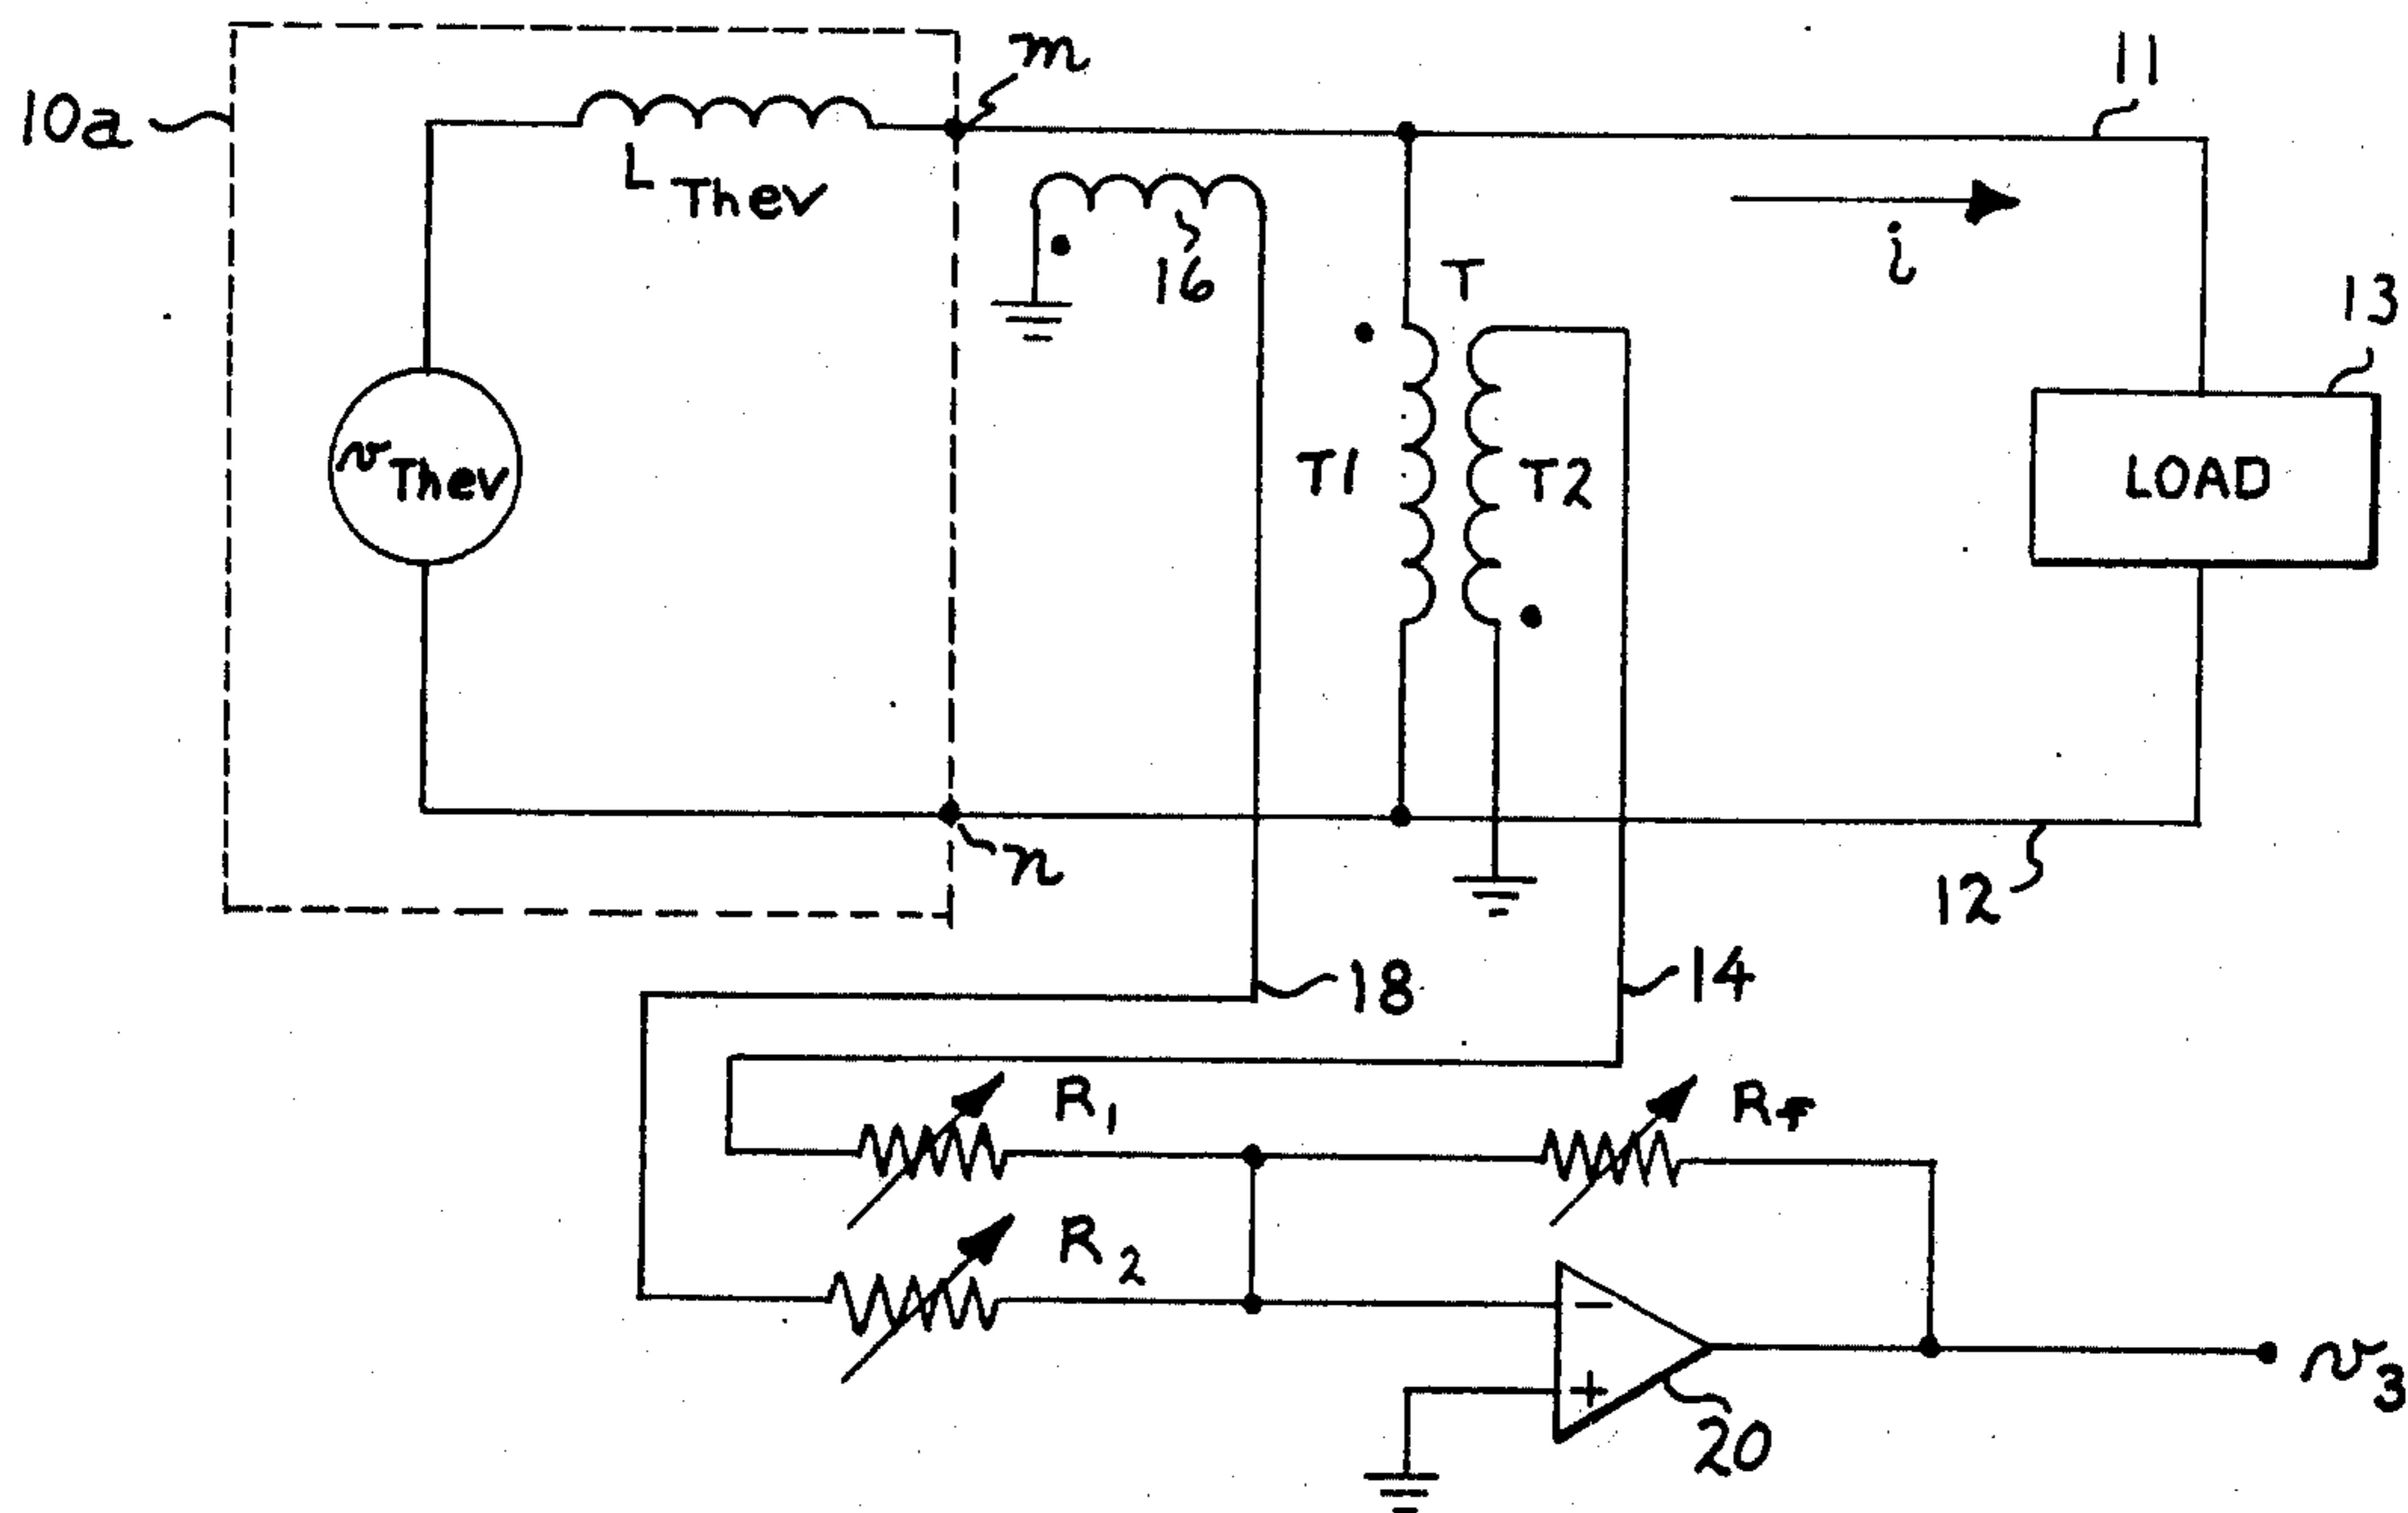 11
m
10a
L Thev
16
i
T
13
v Thev
T1
T2
LOAD
n
12
18
14
R1
Rf
R2
−
+
v3
20